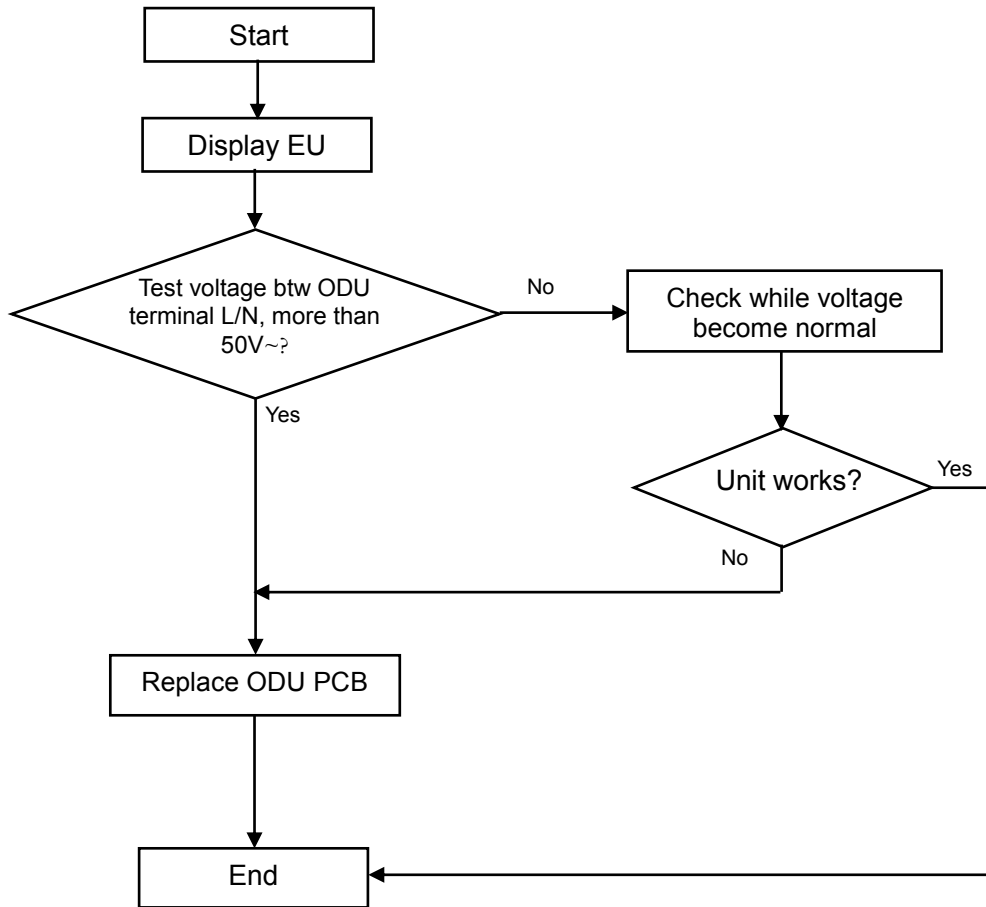 Start
Display EU
Test voltage btw ODU
terminal L/N, more than
50V~?
No
Check while voltage
become normal
Yes
Unit works?
Yes
No
Replace ODU PCB
End